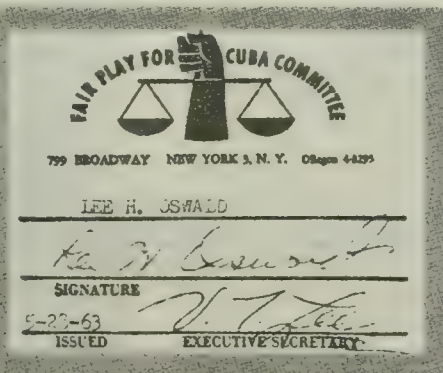 FAIR PLAY FOR CUBA COMMITTEE
799 BROADWAY NEW YORK 3, N. Y. ORegon 4-8295
LEE H. OSWALD
SIGNATURE
V. T. Lee
5-28-63
ISSUED EXECUTIVE SECRETARY